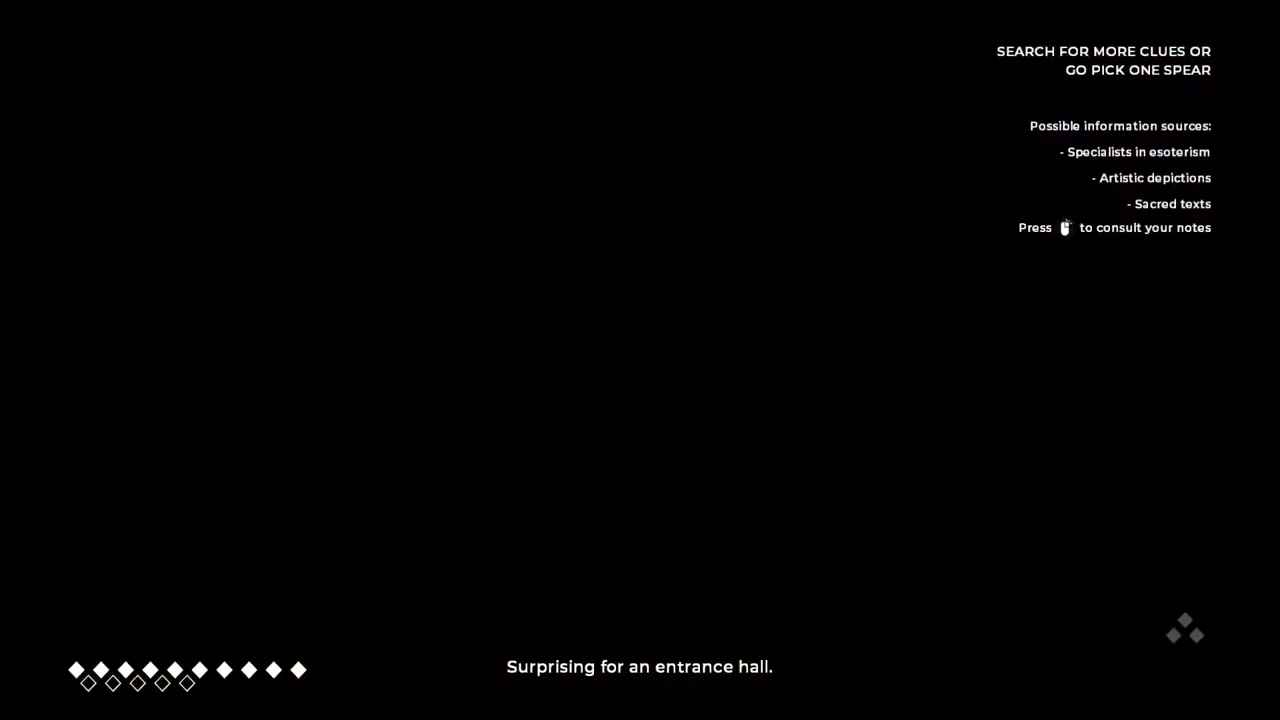 SEARCH FOR MORE CLUES OR
GO PICK ONE SPEAR
Possible information sources:
- Specialists in esoterism
- Artistic depictions
- Sacred texts
Press to consult your notes
Surprising for an entrance hall.